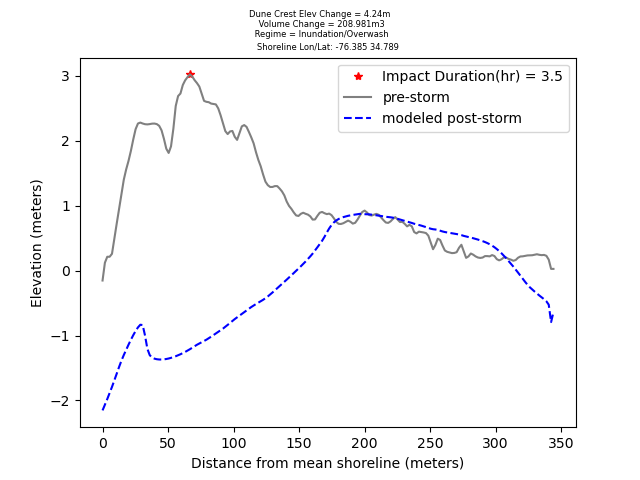 Dune Crest Elev Change = 4.24m
Volume Change = 208.981m3
Regime = Inundation/Overwash
Shoreline Lon/Lat: -76.385 34.789
Impact Duration(hr) = 3.5
pre-storm
modeled post-storm
3
2
1
0
−1
−2
Elevation (meters)
0 50 100 150 200 250 300 350
Distance from mean shoreline (meters)